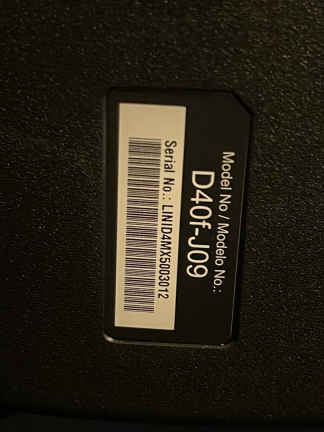 Model No / Modelo No.:
D40f-J09
Serial No.: LINID4MX5003012